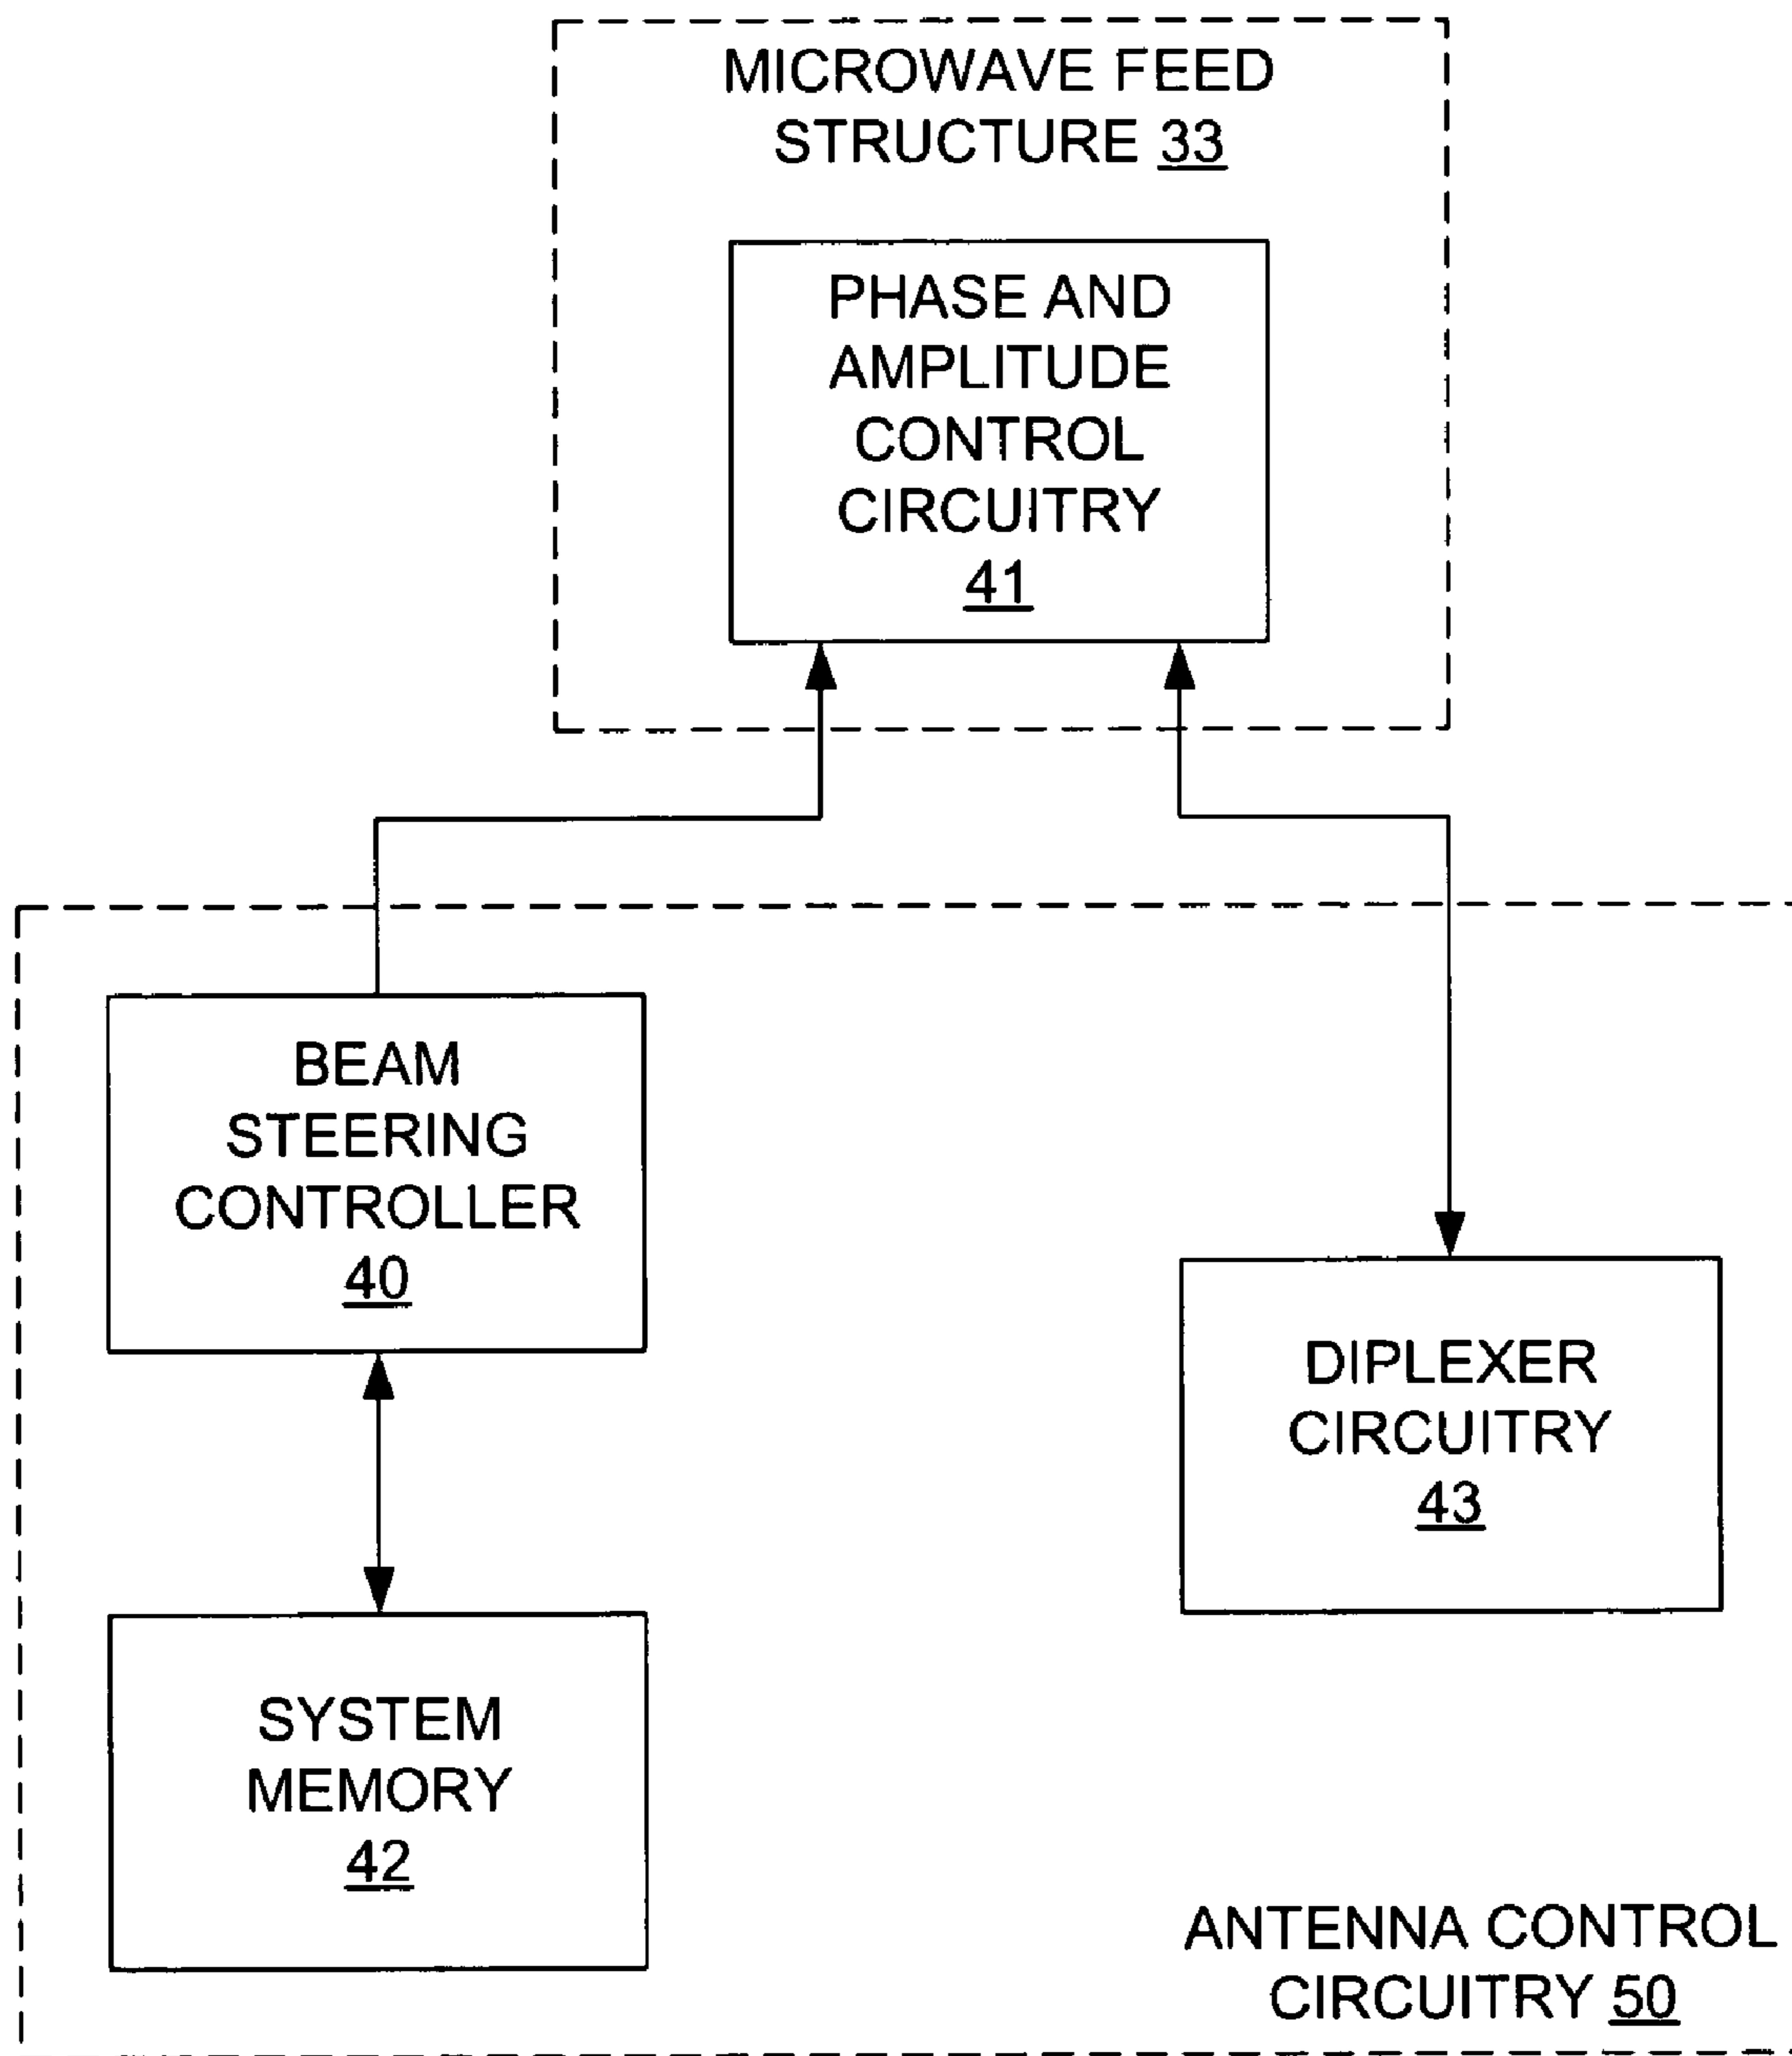 MICROWAVE FEED
STRUCTURE 33
PHASE AND
AMPLITUDE
CONTROL
CIRCUITRY
41
BEAM
STEERING
CONTROLLER
40
DIPLEXER
CIRCUITRY
43
SYSTEM
MEMORY
42
ANTENNA CONTROL
CIRCUITRY 50